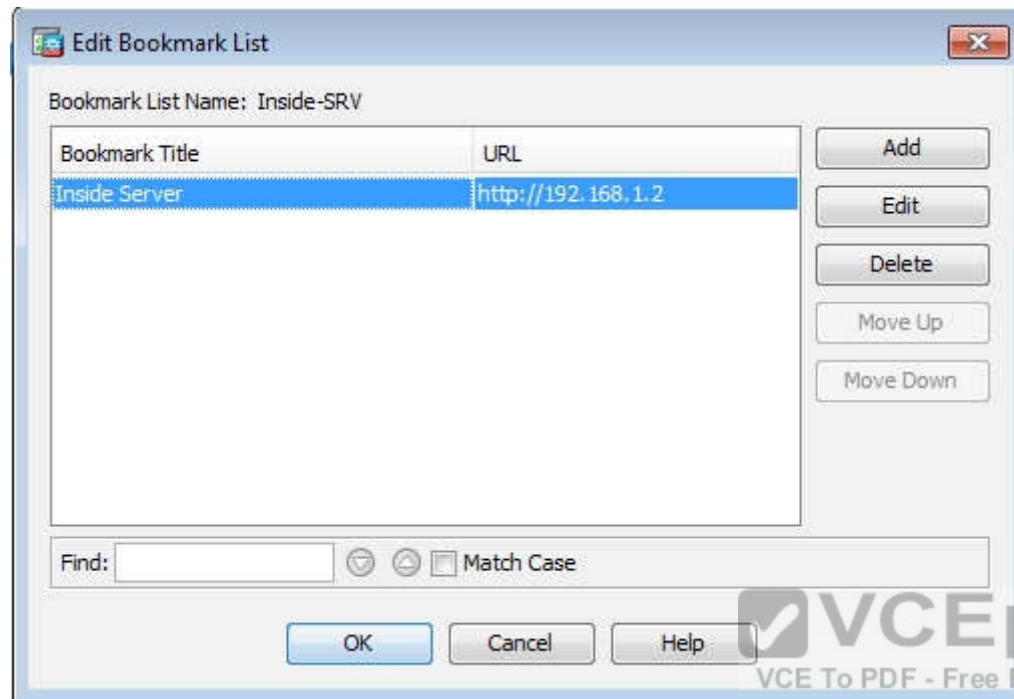 Edit Bookmark List
Bookmark List Name: Inside-SRV
Bookmark Title URL
Inside Server http://192.168.1.2
Add
Edit
Delete
Move Up
Move Down
Find: Match Case
OK Cancel Help
VCE
VCE To PDF - Free